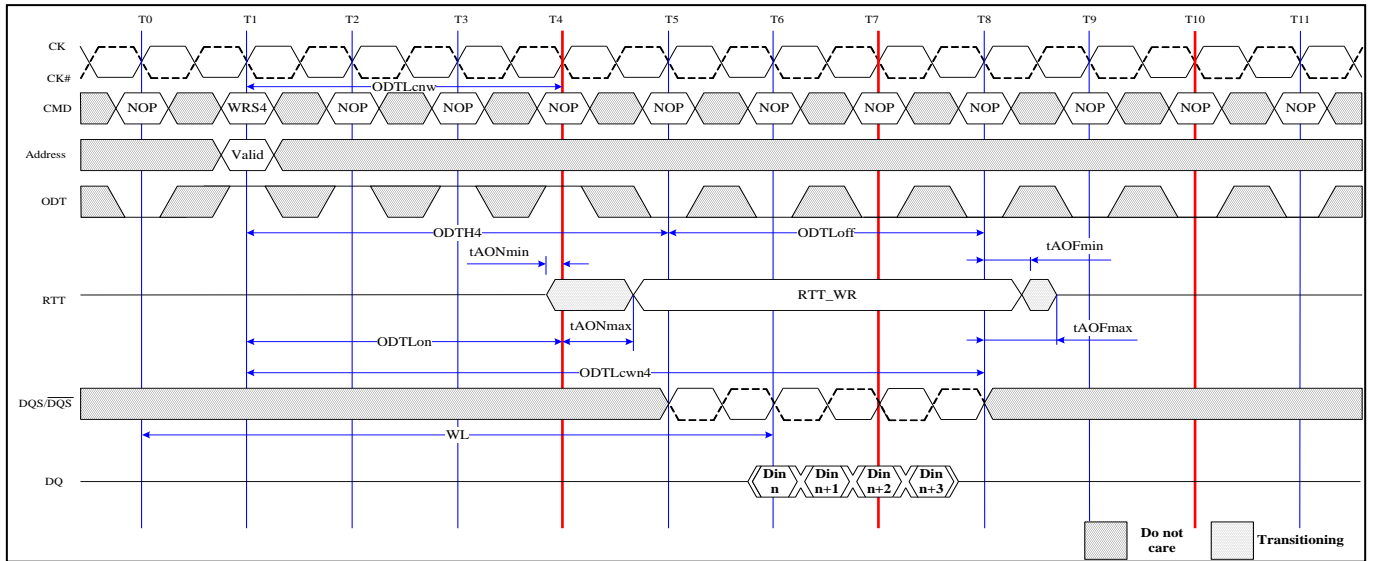 T0 T1 T2 T3 T4 T5 T6 T7 T8 T9 T10 T11
CK
CK#
ODTLcnw
CMD NOP WRS4 NOP NOP NOP NOP NOP NOP NOP NOP NOP NOP
Address Valid
ODT
ODTH4 ODTLoff
tAONmin tAOFmin
RTT RTT_WR
tAONmax tAOFmax
ODTLon
ODTLcwn4
DQS/DQS
WL
DQ
Din n Din n+1 Din n+2 Din n+3
Do not care Transitioning